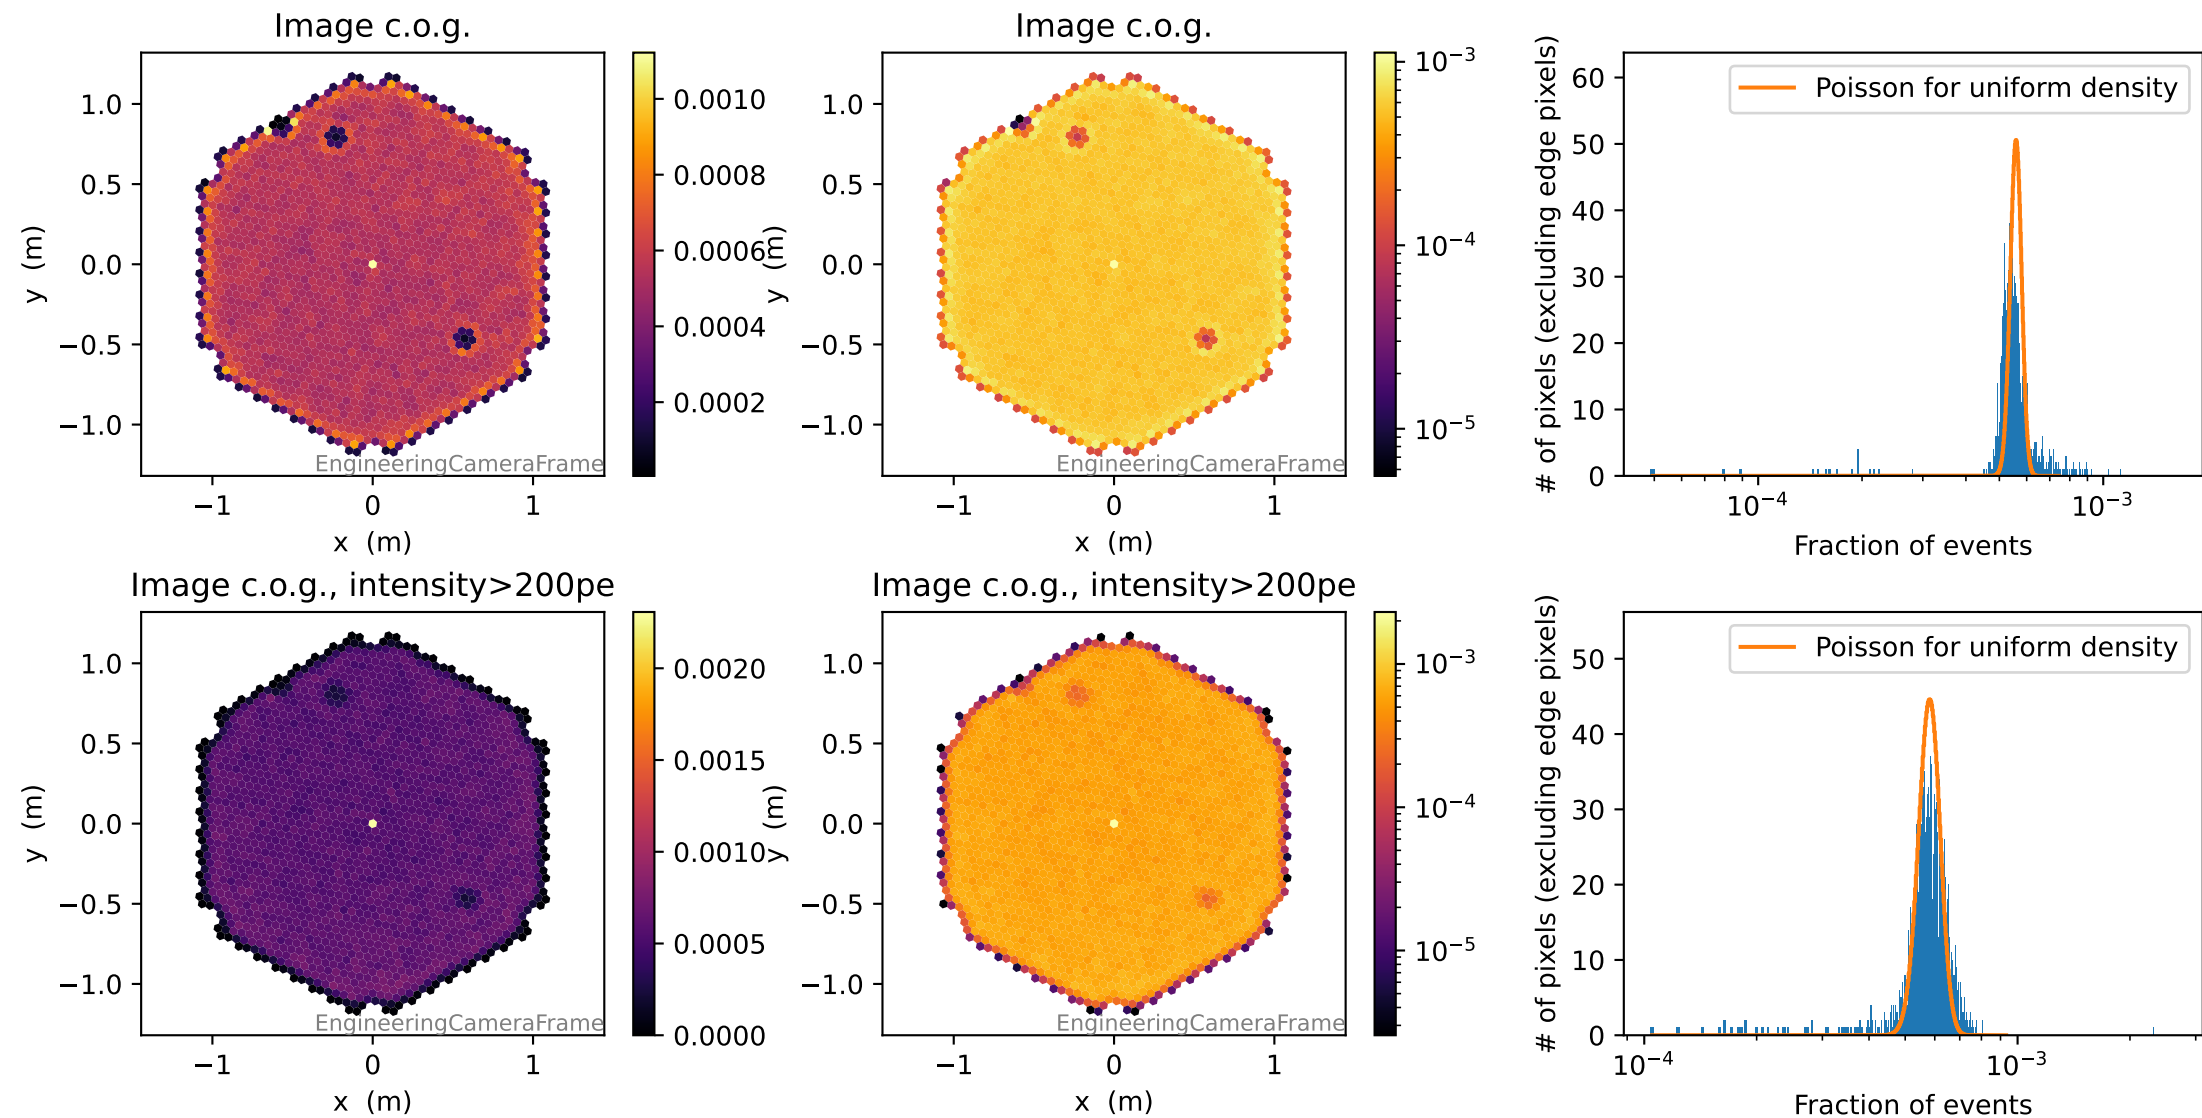 Image c.o.g.
1.0
0.5
0.0
−0.5
−1.0
y (m)
−1
0
1
x (m)
EngineeringCameraFrame
0.0010
0.0008
0.0006
0.0004
0.0002
Image c.o.g.
1.0
0.5
0.0
−0.5
−1.0
y (m)
−1
0
1
x (m)
EngineeringCameraFrame
10⁻³
10⁻⁴
10⁻⁵
Poisson for uniform density
60
50
40
30
20
10
0
# of pixels (excluding edge pixels)
10⁻⁴
10⁻³
Fraction of events
Image c.o.g., intensity>200pe
1.0
0.5
0.0
−0.5
−1.0
y (m)
−1
0
1
x (m)
EngineeringCameraFrame
0.0020
0.0015
0.0010
0.0005
0.0000
Image c.o.g., intensity>200pe
1.0
0.5
0.0
−0.5
−1.0
y (m)
−1
0
1
x (m)
EngineeringCameraFrame
10⁻³
10⁻⁴
10⁻⁵
Poisson for uniform density
50
40
30
20
10
0
# of pixels (excluding edge pixels)
10⁻⁴
10⁻³
Fraction of events